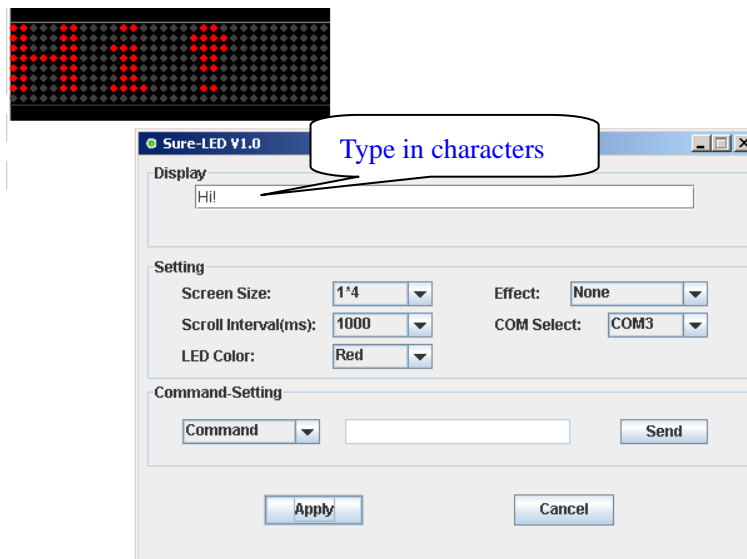 Hi!
Sure-LED V1.0
Type in characters
Display
Hi!
Setting
Screen Size: 1*4 Effect: None
Scroll Interval(ms): 1000 COM Select: COM3
LED Color: Red
Command-Setting
Command Send
Apply Cancel